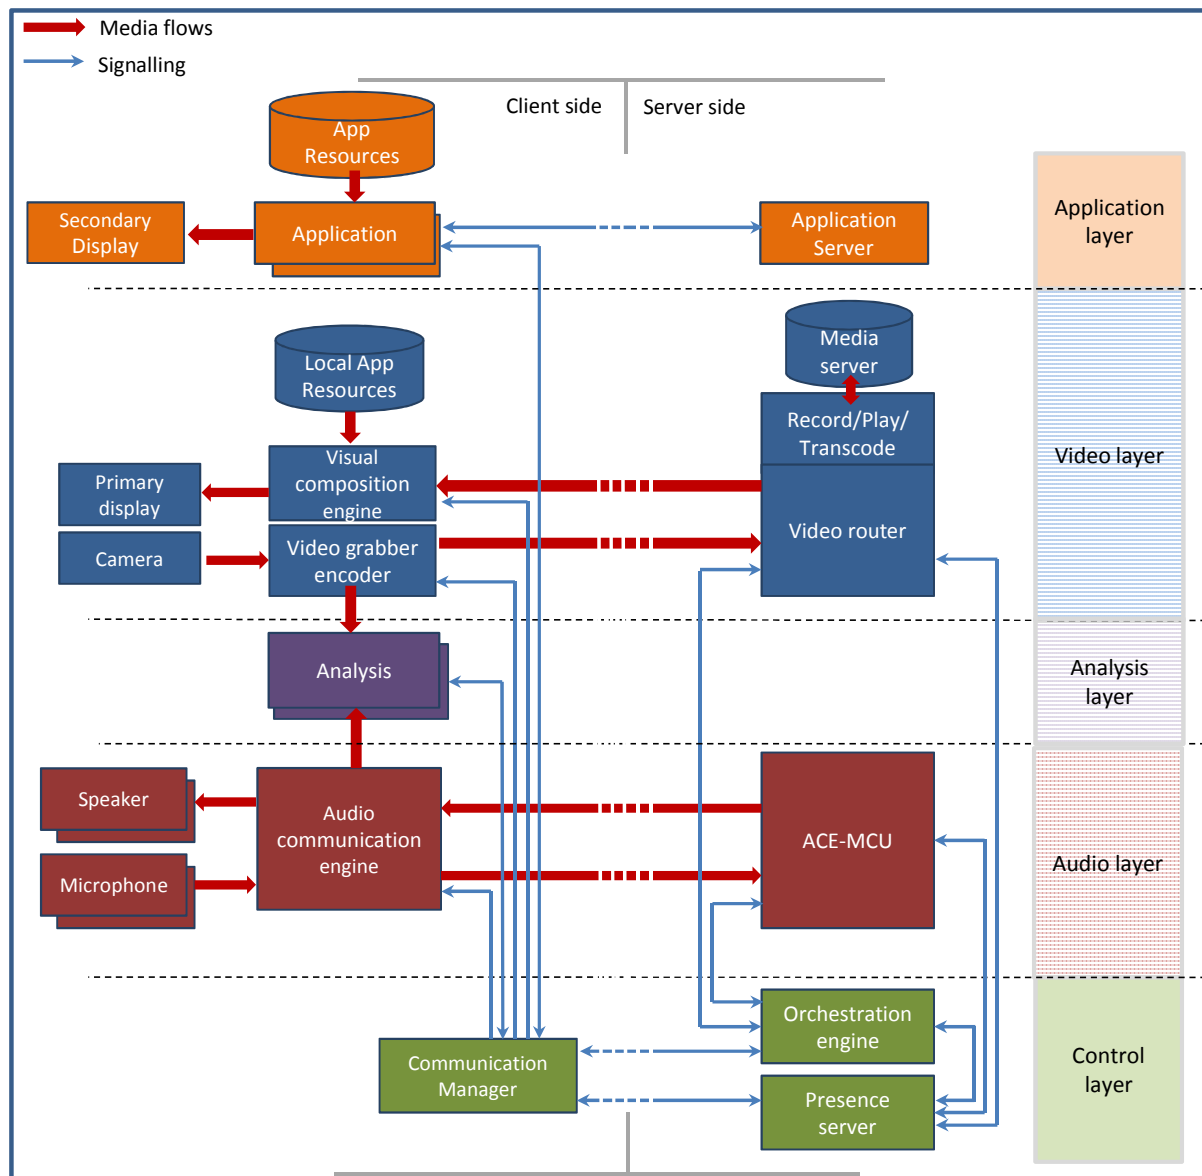 Media flows
Signalling
Client side
Server side
App
Resources
Secondary
Display
Application
Application
Server
Application
layer
Local App
Resources
Media
server
Record/Play/
Transcode
Visual
composition
engine
Primary
display
Video layer
Video router
Camera
Video grabber
encoder
Analysis
Analysis
layer
Speaker
Audio
communication
engine
ACE-MCU
Audio layer
Microphone
Orchestration
engine
Communication
Manager
Control
layer
Presence
server